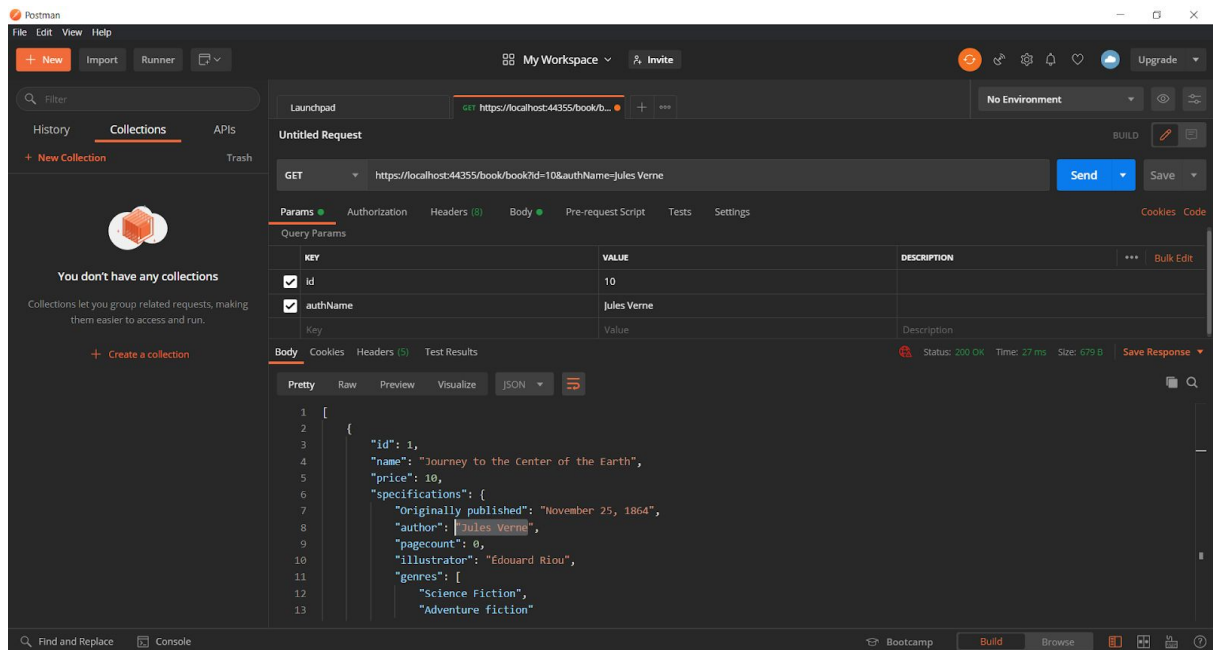 Postman
File Edit View Help
+ New Import Runner My Workspace Invite Upgrade
Filter
History Collections APIs
+ New Collection Trash
You don't have any collections
Collections let you group related requests, making
them easier to access and run.
+ Create a collection
Launchpad GET https://localhost:44355/book/b... + ooo No Environment
Untitled Request BUILD
GET https://localhost:44355/book/book?id=10&authName=Jules Verne Send Save
Params Authorization Headers (8) Body Pre-request Script Tests Settings Cookies Code
Query Params
KEY VALUE DESCRIPTION ••• Bulk Edit
id 10
authName Jules Verne
Key Value Description
Body Cookies Headers (5) Test Results Status: 200 OK Time: 27 ms Size: 679 B Save Response
Pretty Raw Preview Visualize JSON
1 [
2 {
3 "id": 1,
4 "name": "Journey to the Center of the Earth",
5 "price": 10,
6 "specifications": {
7 "Originally published": "November 25, 1864",
8 "author": "Jules Verne",
9 "pagecount": 0,
10 "illustrator": "Édouard Riou",
11 "genres": [
12 "Science Fiction",
13 "Adventure fiction"
Find and Replace Console Bootcamp Build Browse